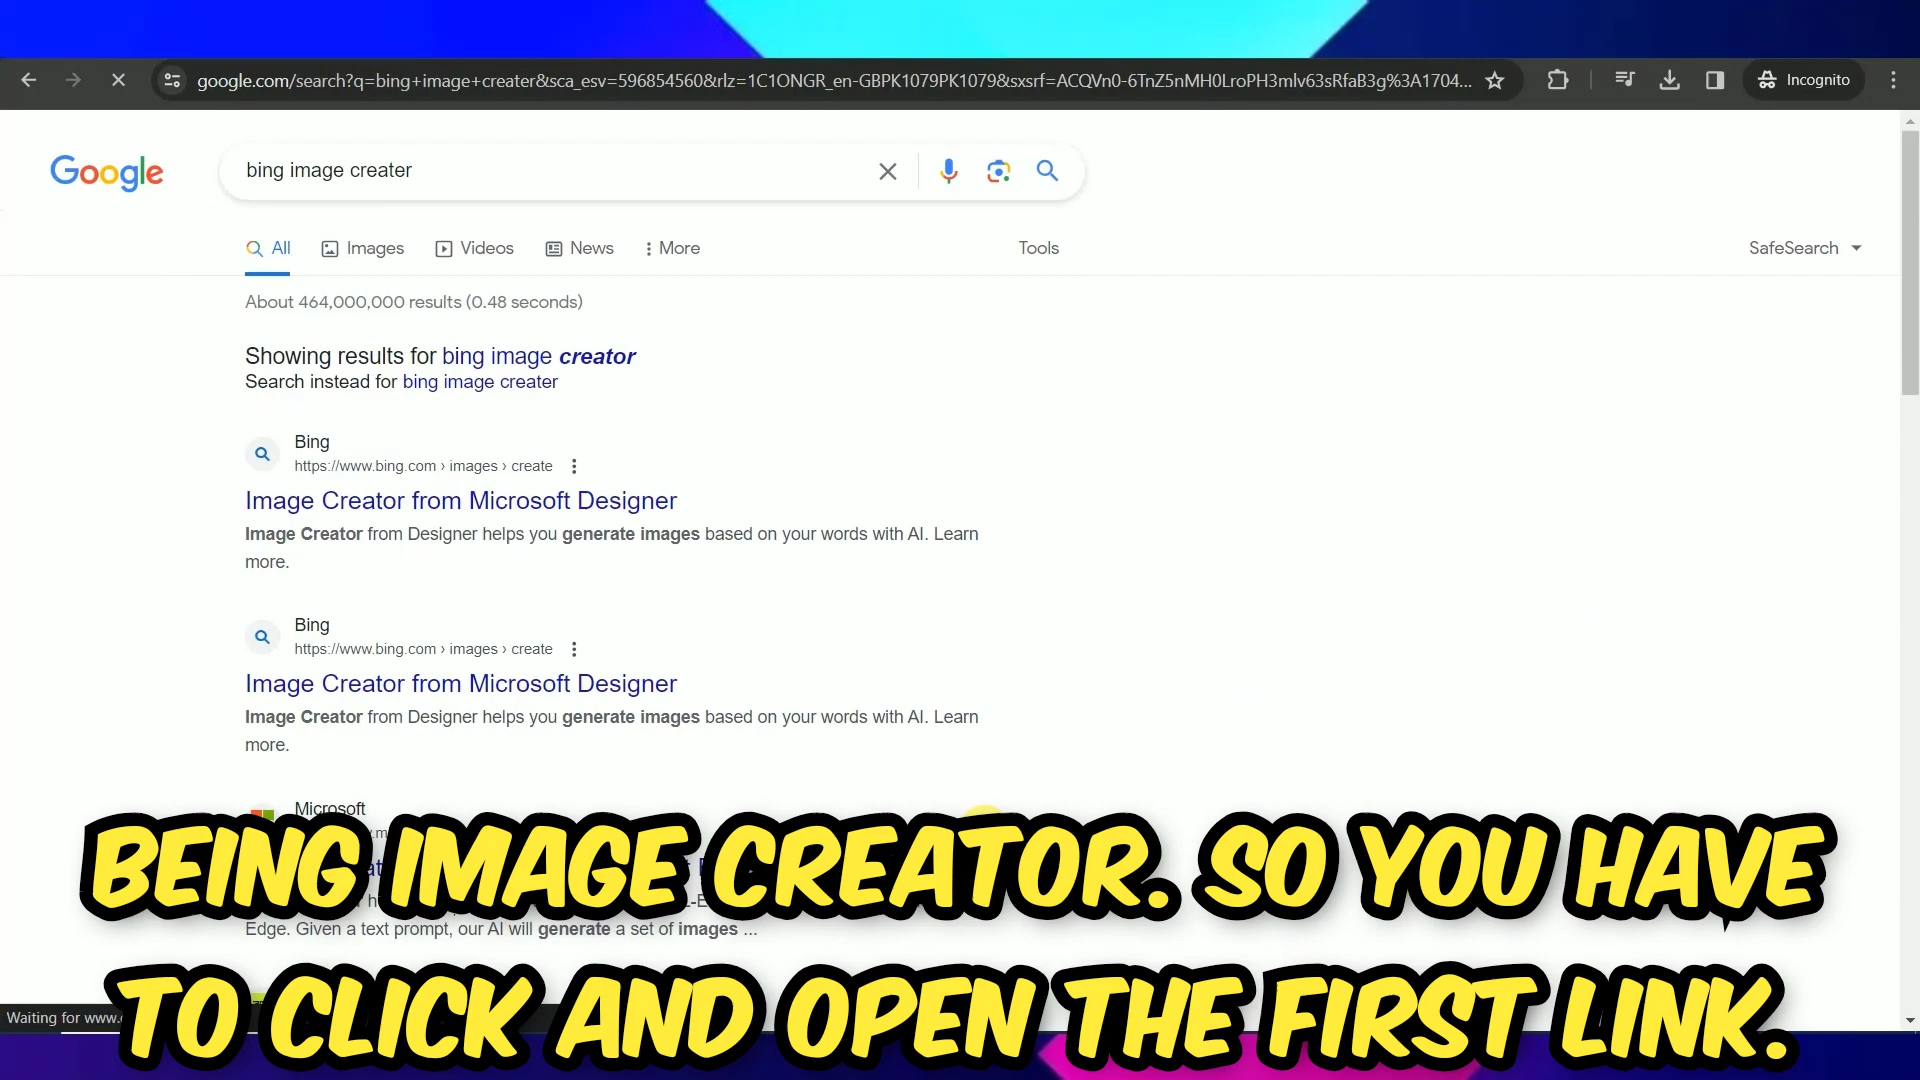 google.com/search?q=bing+image+creater&sca_esv=596854560&rlz=1C1ONGR_en-GBPK1079PK1079&sxsrf=ACQVn0-6TnZ5nMH0LroPH3mlv63sRfaB3g%3A1704...
Incognito
Google
bing image creater
All Images Videos News More Tools SafeSearch
About 464,000,000 results (0.48 seconds)
Showing results for bing image creator
Search instead for bing image creater
Bing
https://www.bing.com › images › create
Image Creator from Microsoft Designer
Image Creator from Designer helps you generate images based on your words with AI. Learn
more.
Bing
https://www.bing.com › images › create
Image Creator from Microsoft Designer
Image Creator from Designer helps you generate images based on your words with AI. Learn
more.
Microsoft
BEING IMAGE CREATOR. SO YOU HAVE
Edge. Given a text prompt, our AI will generate a set of images ...
TO CLICK AND OPEN THE FIRST LINK.
Waiting for